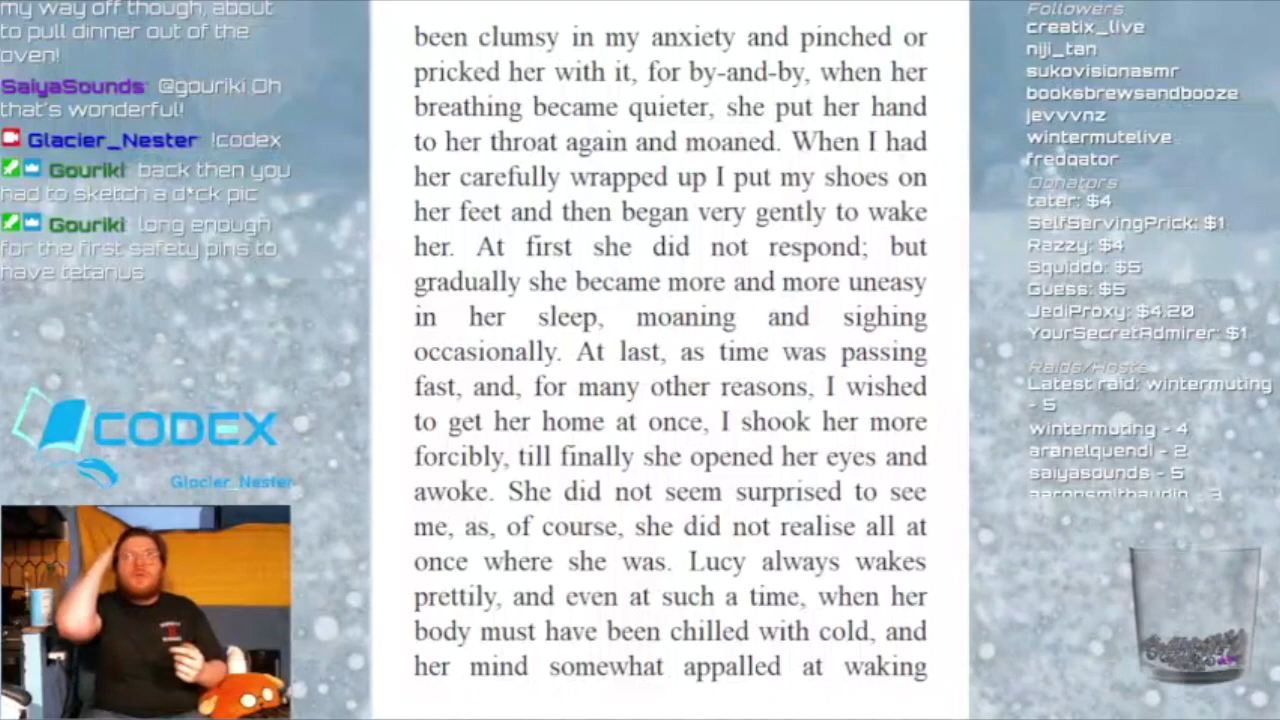 my way off though, about
to pull dinner out of the
oven!
SaiyaSounds: @gouriki Oh
that's wonderful!
Glacier_Nester: !codex
Gouriki: back then you
had to sketch a d*ck pic
Gouriki: long enough
for the first safety pins to
have tetanus
CODEX
Glacier_Nester
been clumsy in my anxiety and pinched or
pricked her with it, for by-and-by, when her
breathing became quieter, she put her hand
to her throat again and moaned. When I had
her carefully wrapped up I put my shoes on
her feet and then began very gently to wake
her. At first she did not respond; but
gradually she became more and more uneasy
in her sleep, moaning and sighing
occasionally. At last, as time was passing
fast, and, for many other reasons, I wished
to get her home at once, I shook her more
forcibly, till finally she opened her eyes and
awoke. She did not seem surprised to see
me, as, of course, she did not realise all at
once where she was. Lucy always wakes
prettily, and even at such a time, when her
body must have been chilled with cold, and
her mind somewhat appalled at waking
Followers
creatix_live
niji_tan
sukovisionasmr
booksbrewsandbooze
jevvvnz
wintermutelive
fredgator
Donators
tater: $4
SelfServingPrick: $1
Razzy: $4
Squiddo: $5
Guess: $5
JediProxy: $4.20
YourSecretAdmirer: $1
Raids/Hosts
Latest raid: wintermuting
- 5
wintermuting - 4
aranelquendi - 2
saiyasounds - 5
aaronsmithaudio - 3